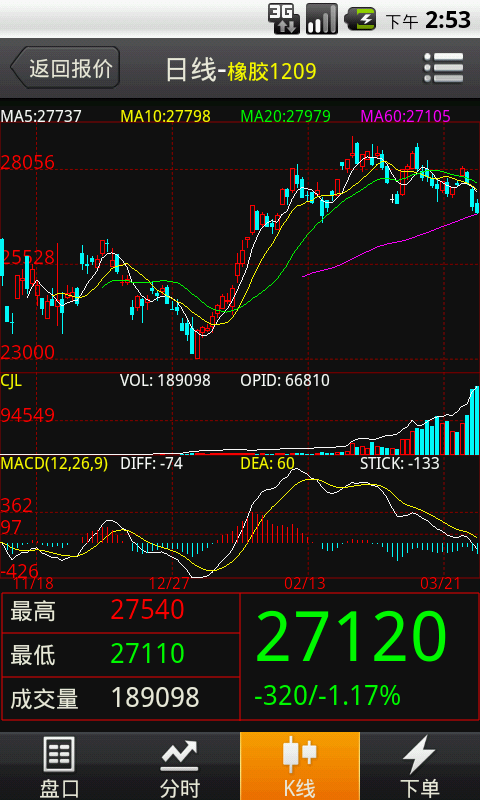 3G 下午 2:53
返回报价 日线-橡胶1209
MA5:27737 MA10:27798 MA20:27979 MA60:27105
28056
25528
23000
CJL VOL: 189098 OPID: 66810
94549
MACD(12,26,9) DIFF: -74 DEA: 60 STICK: -133
362
97
-426
11/18 12/27 02/13 03/21
最高 27540
最低 27110
成交量 189098
27120
-320/-1.17%
盘口 分时 K线 下单